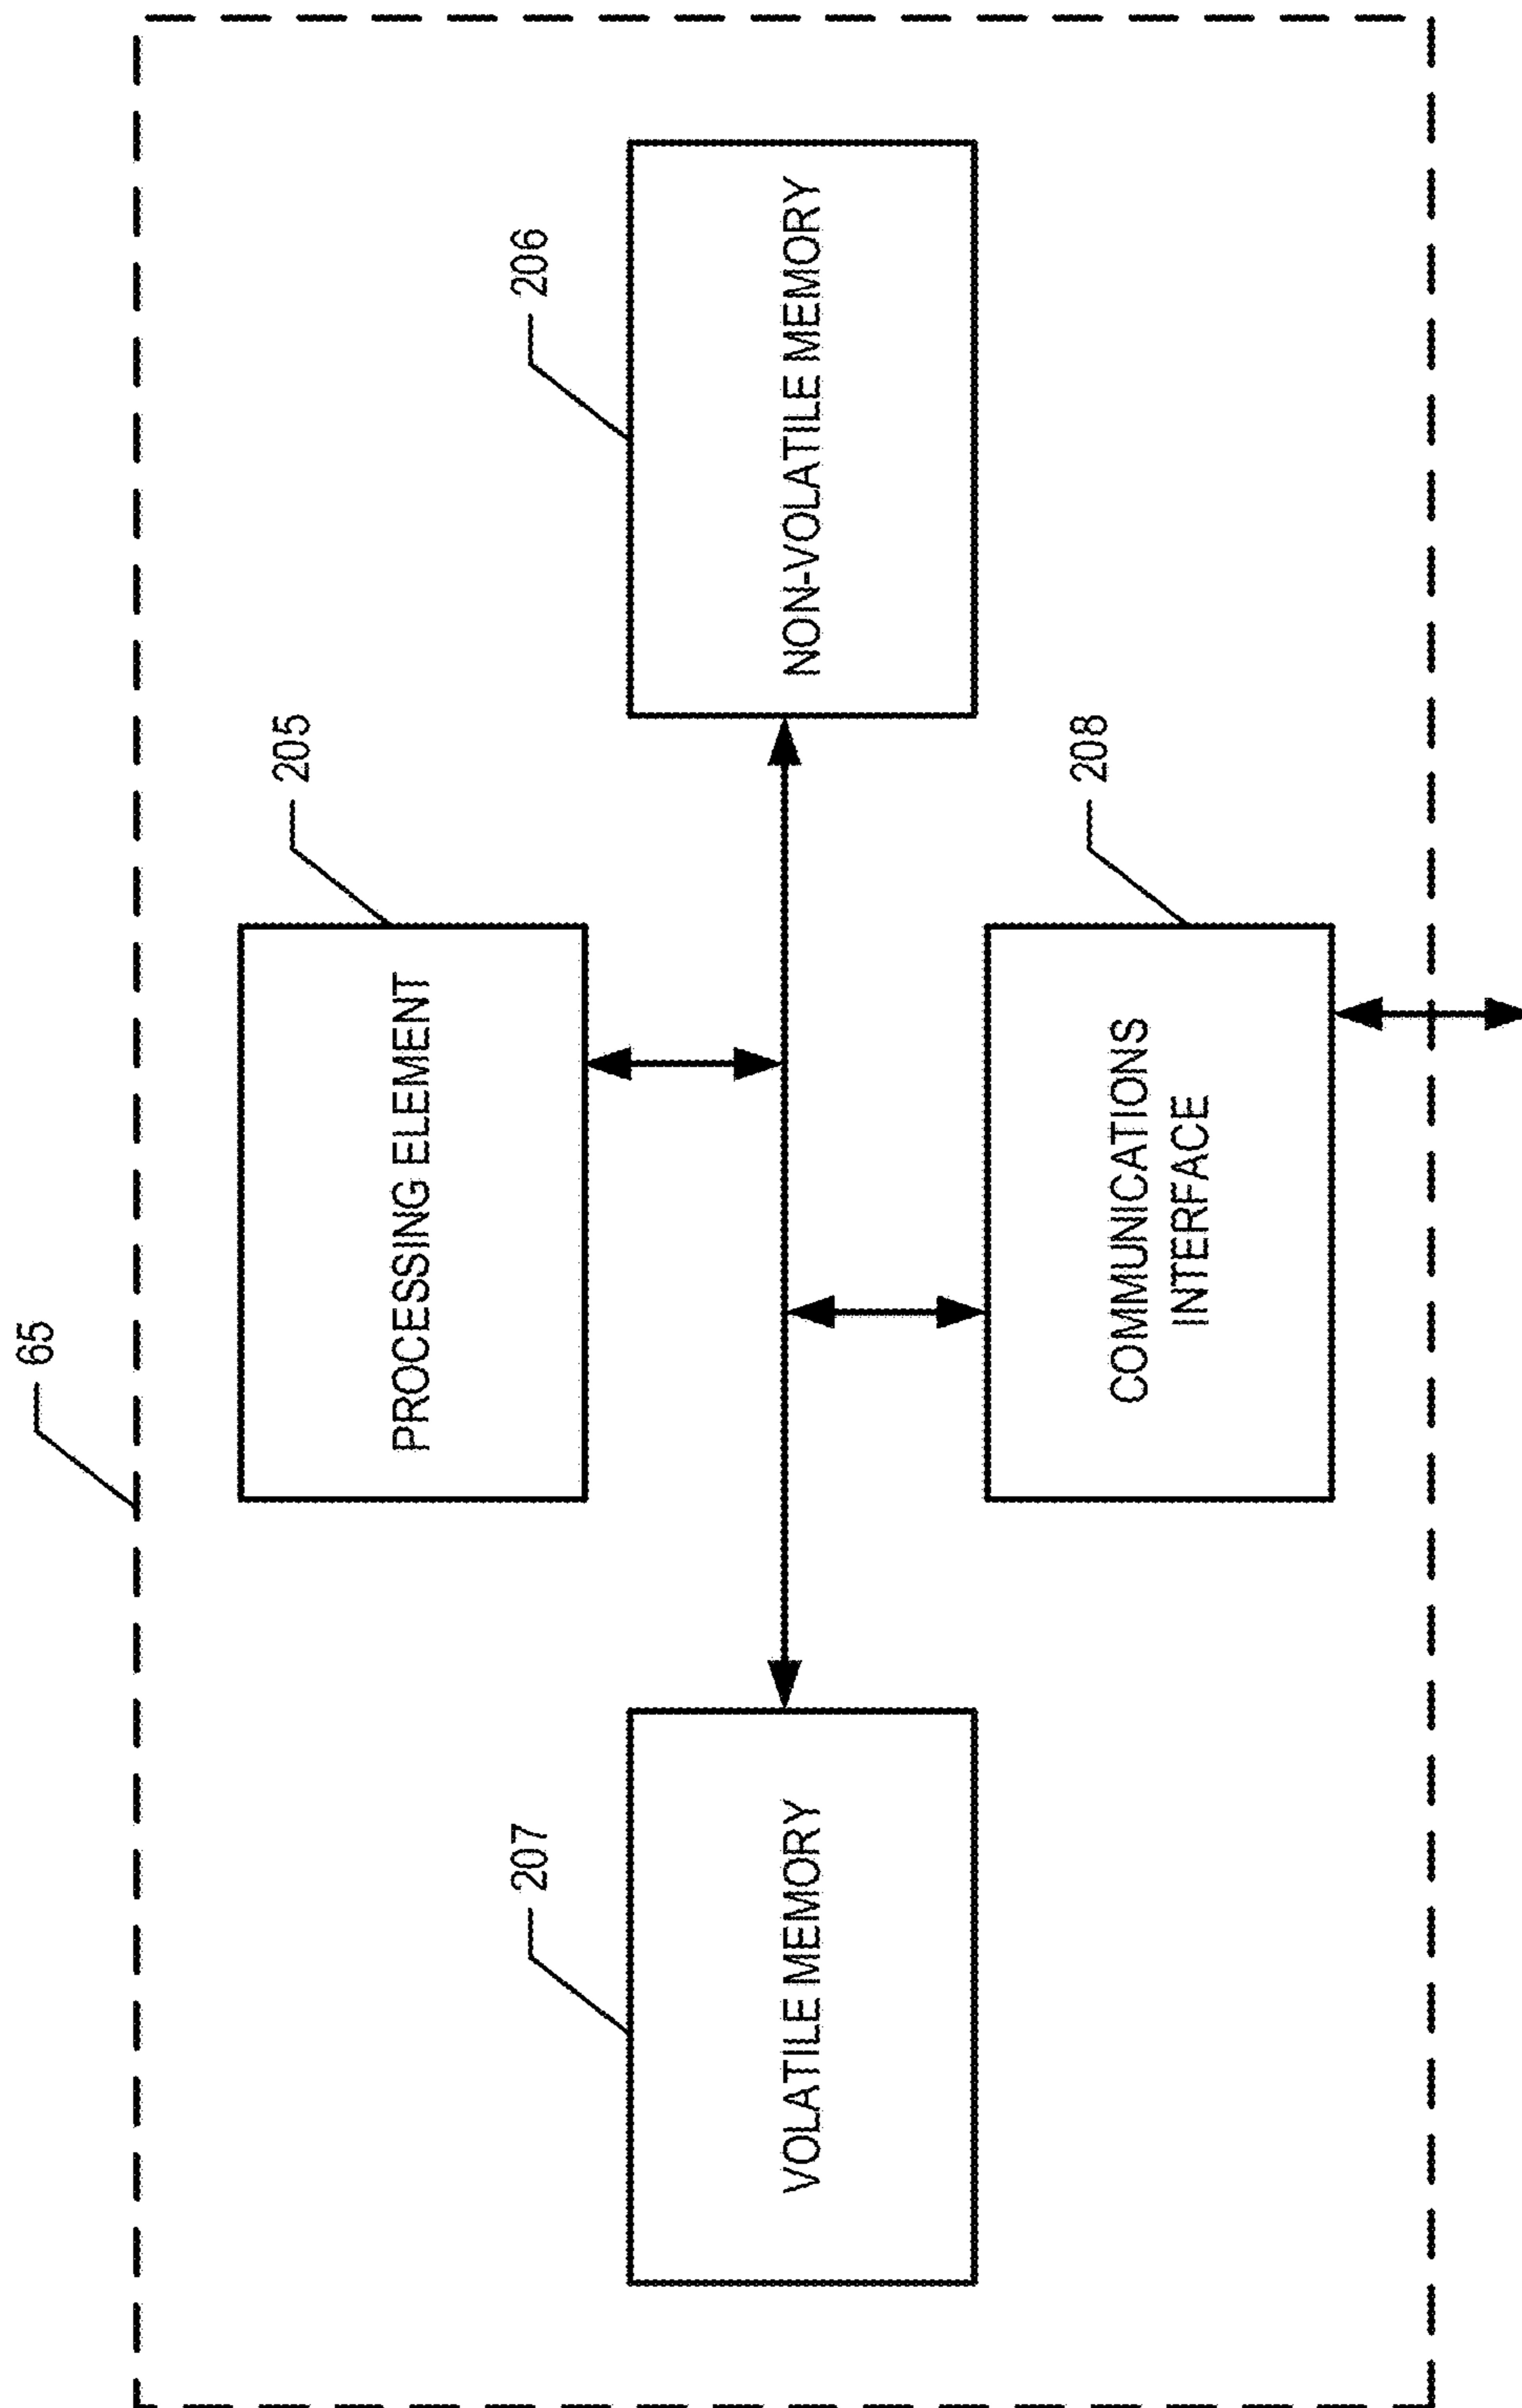 65
205
PROCESSING ELEMENT
207
VOLATILE MEMORY
206
NON-VOLATILE MEMORY
208
COMMUNICATIONS
INTERFACE